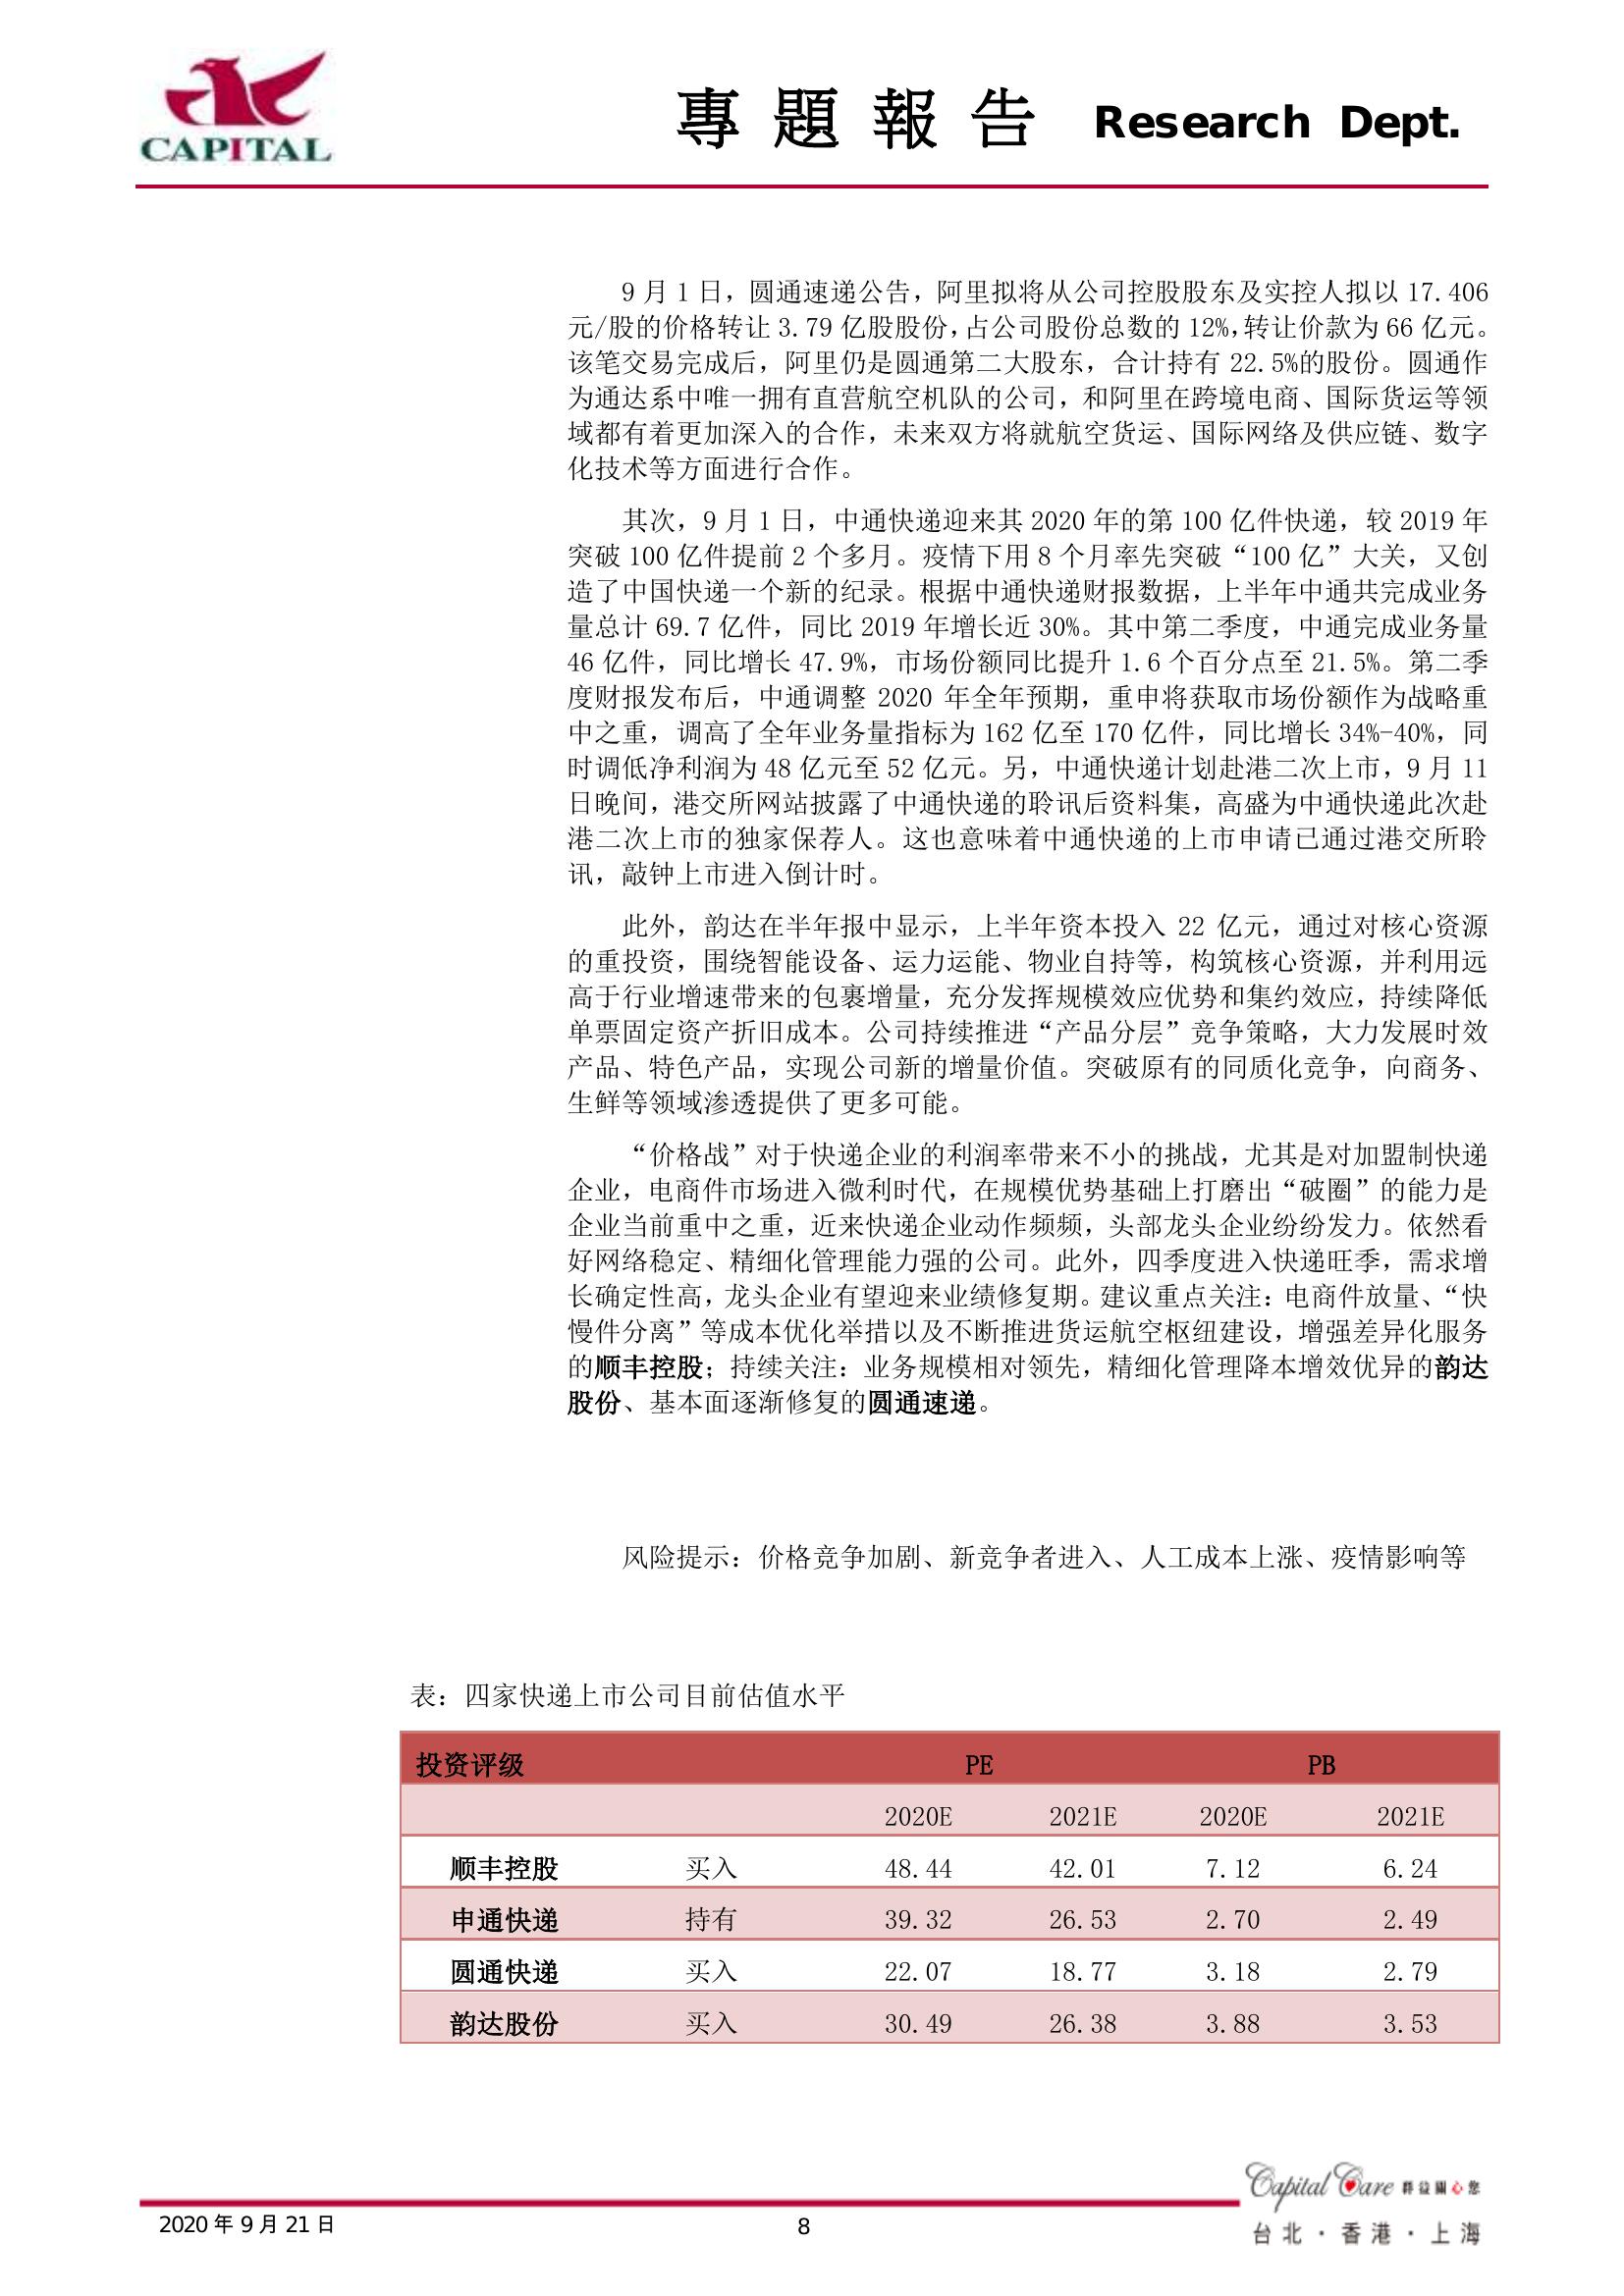 CAPITAL
專 題 報 告 Research Dept.
9 月 1 日，圆通速递公告，阿里拟将从公司控股股东及实控人拟以 17.406
元/股的价格转让 3.79 亿股股份，占公司股份总数的 12%，转让价款为 66 亿元。
该笔交易完成后，阿里仍是圆通第二大股东，合计持有 22.5%的股份。圆通作
为通达系中唯一拥有直营航空机队的公司，和阿里在跨境电商、国际货运等领
域都有着更加深入的合作，未来双方将就航空货运、国际网络及供应链、数字
化技术等方面进行合作。
其次，9 月 1 日，中通快递迎来其 2020 年的第 100 亿件快递，较 2019 年
突破 100 亿件提前 2 个多月。疫情下用 8 个月率先突破“100 亿”大关，又创
造了中国快递一个新的纪录。根据中通快递财报数据，上半年中通共完成业务
量总计 69.7 亿件，同比 2019 年增长近 30%。其中第二季度，中通完成业务量
46 亿件，同比增长 47.9%，市场份额同比提升 1.6 个百分点至 21.5%。第二季
度财报发布后，中通调整 2020 年全年预期，重申将获取市场份额作为战略重
中之重，调高了全年业务量指标为 162 亿至 170 亿件，同比增长 34%-40%，同
时调低净利润为 48 亿元至 52 亿元。另，中通快递计划赴港二次上市，9 月 11
日晚间，港交所网站披露了中通快递的聆讯后资料集，高盛为中通快递此次赴
港二次上市的独家保荐人。这也意味着中通快递的上市申请已通过港交所聆
讯，敲钟上市进入倒计时。
此外，韵达在半年报中显示，上半年资本投入 22 亿元，通过对核心资源
的重投资，围绕智能设备、运力运能、物业自持等，构筑核心资源，并利用远
高于行业增速带来的包裹增量，充分发挥规模效应优势和集约效应，持续降低
单票固定资产折旧成本。公司持续推进“产品分层”竞争策略，大力发展时效
产品、特色产品，实现公司新的增量价值。突破原有的同质化竞争，向商务、
生鲜等领域渗透提供了更多可能。
“价格战”对于快递企业的利润率带来不小的挑战，尤其是对加盟制快递
企业，电商件市场进入微利时代，在规模优势基础上打磨出“破圈”的能力是
企业当前重中之重，近来快递企业动作频频，头部龙头企业纷纷发力。依然看
好网络稳定、精细化管理能力强的公司。此外，四季度进入快递旺季，需求增
长确定性高，龙头企业有望迎来业绩修复期。建议重点关注：电商件放量、“快
慢件分离”等成本优化举措以及不断推进货运航空枢纽建设，增强差异化服务
的顺丰控股；持续关注：业务规模相对领先，精细化管理降本增效优异的韵达
股份、基本面逐渐修复的圆通速递。
风险提示：价格竞争加剧、新竞争者进入、人工成本上涨、疫情影响等
表：四家快递上市公司目前估值水平
投资评级 PE PB
2020E 2021E 2020E 2021E
顺丰控股 买入 48.44 42.01 7.12 6.24
申通快递 持有 39.32 26.53 2.70 2.49
圆通快递 买入 22.07 18.77 3.18 2.79
韵达股份 买入 30.49 26.38 3.88 3.53
Capital Care 群益關心您
2020 年 9 月 21 日 8
台北·香港·上海